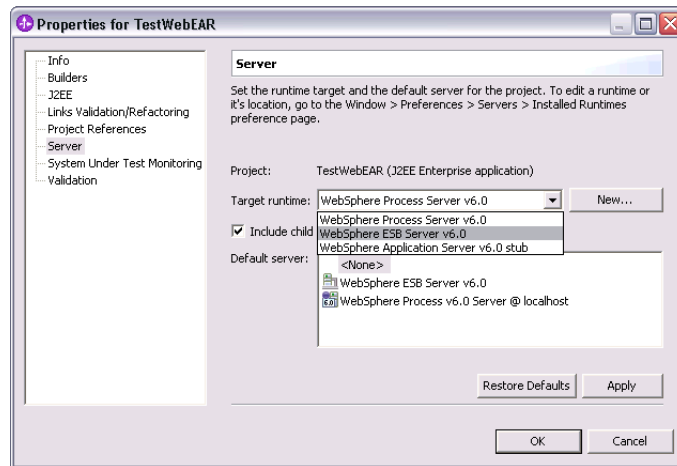 Properties for TestWebEAR
Info
Builders
J2EE
Links Validation/Refactoring
Project References
Server
System Under Test Monitoring
Validation
Server
Set the runtime target and the default server for the project. To edit a runtime or
it's location, go to the Window > Preferences > Servers > Installed Runtimes
preference page.
Project: TestWebEAR (J2EE Enterprise application)
Target runtime: WebSphere Process Server v6.0 New...
WebSphere Process Server v6.0
Include child WebSphere ESB Server v6.0
WebSphere Application Server v6.0 stub
Default server: <None>
WebSphere ESB Server v6.0
WebSphere Process v6.0 Server @ localhost
Restore Defaults Apply
OK Cancel